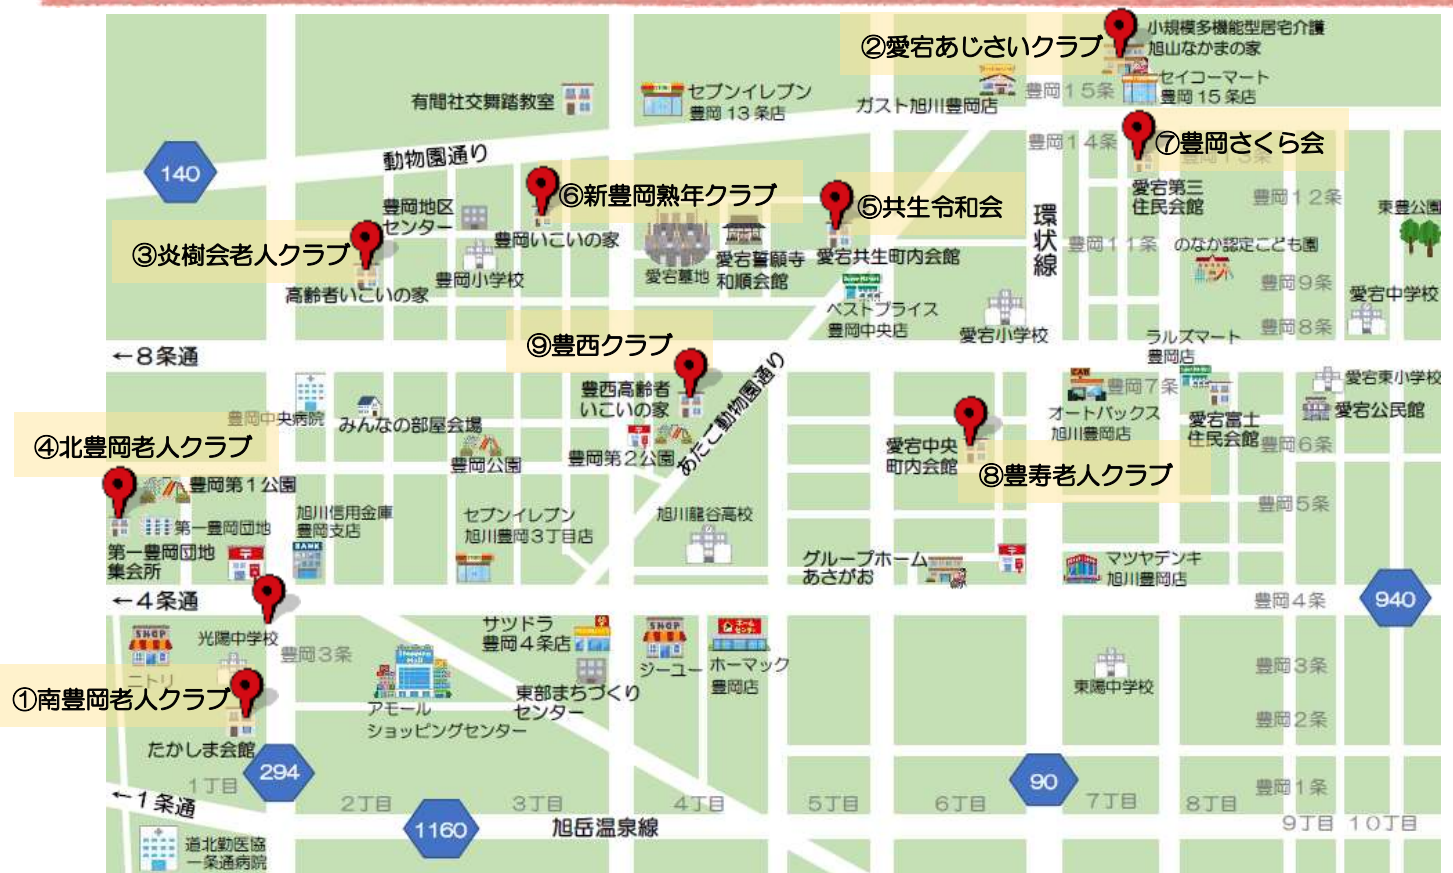 ②愛宕あじさいクラブ
小規模多機能型居宅介護
旭山なかまの家
セイコーマート
豊岡15条店
有閒社交舞踏教室
セブンイレブン
豊岡13条店
ガスト旭川豊岡店
豊岡15条
140
動物園通り
豊岡14条
⑦豊岡さくら会
豊岡13条
愛宕第三
住民会館
豊岡12条
東豊公園
⑥新豊岡熟年クラブ
⑤共生令和会
環状線
豊岡地区
センター
豊岡いこいの家
③炎樹会老人クラブ
高齢者いこいの家
豊岡小学校
愛宕墓地
愛宕誓願寺
和順会館
愛宕共生町内会館
豊岡11条
のなか認定こども園
豊岡9条
愛宕中学校
ベストプライス
豊岡中央店
愛宕小学校
豊岡8条
ラルズマート
豊岡店
←8条通
⑨豊西クラブ
豊西高齢者
いこいの家
あたご動物園通り
豊岡中央病院
みんなの部屋会場
豊岡公園
豊岡第2公園
CAR
オートバックス
旭川豊岡店
豊岡7条
愛宕富士
住民会館
愛宕東小学校
愛宕公民館
豊岡6条
愛宕中央
町内会館
⑧豊寿老人クラブ
④北豊岡老人クラブ
豊岡第1公園
第一豊岡団地
第一豊岡団地
集会所
旭川信用金庫
豊岡支店
BANK
セブンイレブン
旭川豊岡3丁目店
旭川龍谷高校
豊岡5条
グループホーム
あさがお
マツヤデンキ
旭川豊岡店
←4条通
豊岡4条
940
SHOP
ニトリ
光陽中学校
豊岡3条
サツドラ
豊岡4条店
SHOP
ジーユー
ホームセンター
ホーマック
豊岡店
Shopping Mall
アモール
ショッピングセンター
東部まちづくり
センター
東陽中学校
豊岡3条
①南豊岡老人クラブ
たかしま会館
豊岡2条
294
90
豊岡1条
1丁目
2丁目
3丁目
4丁目
5丁目
6丁目
7丁目
8丁目
9丁目
10丁目
←1条通
1160
旭岳温泉線
道北勤医協
一条通病院